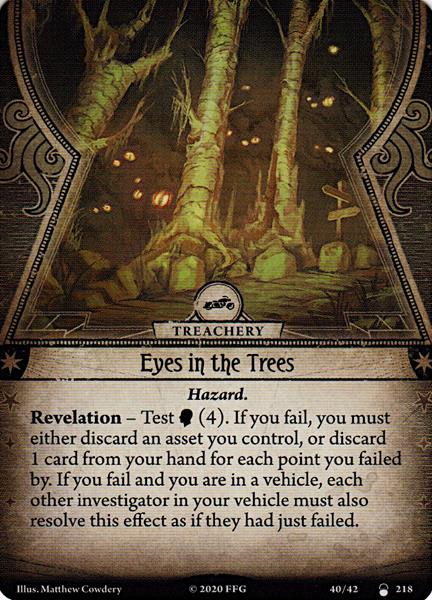 TREACHERY
Eyes in the Trees
Hazard.
Revelation – Test (4). If you fail, you must
either discard an asset you control, or discard
1 card from your hand for each point you failed
by. If you fail and you are in a vehicle, each
other investigator in your vehicle must also
resolve this effect as if they had just failed.
Illus. Matthew Cowdery © 2020 FFG 40/42 218